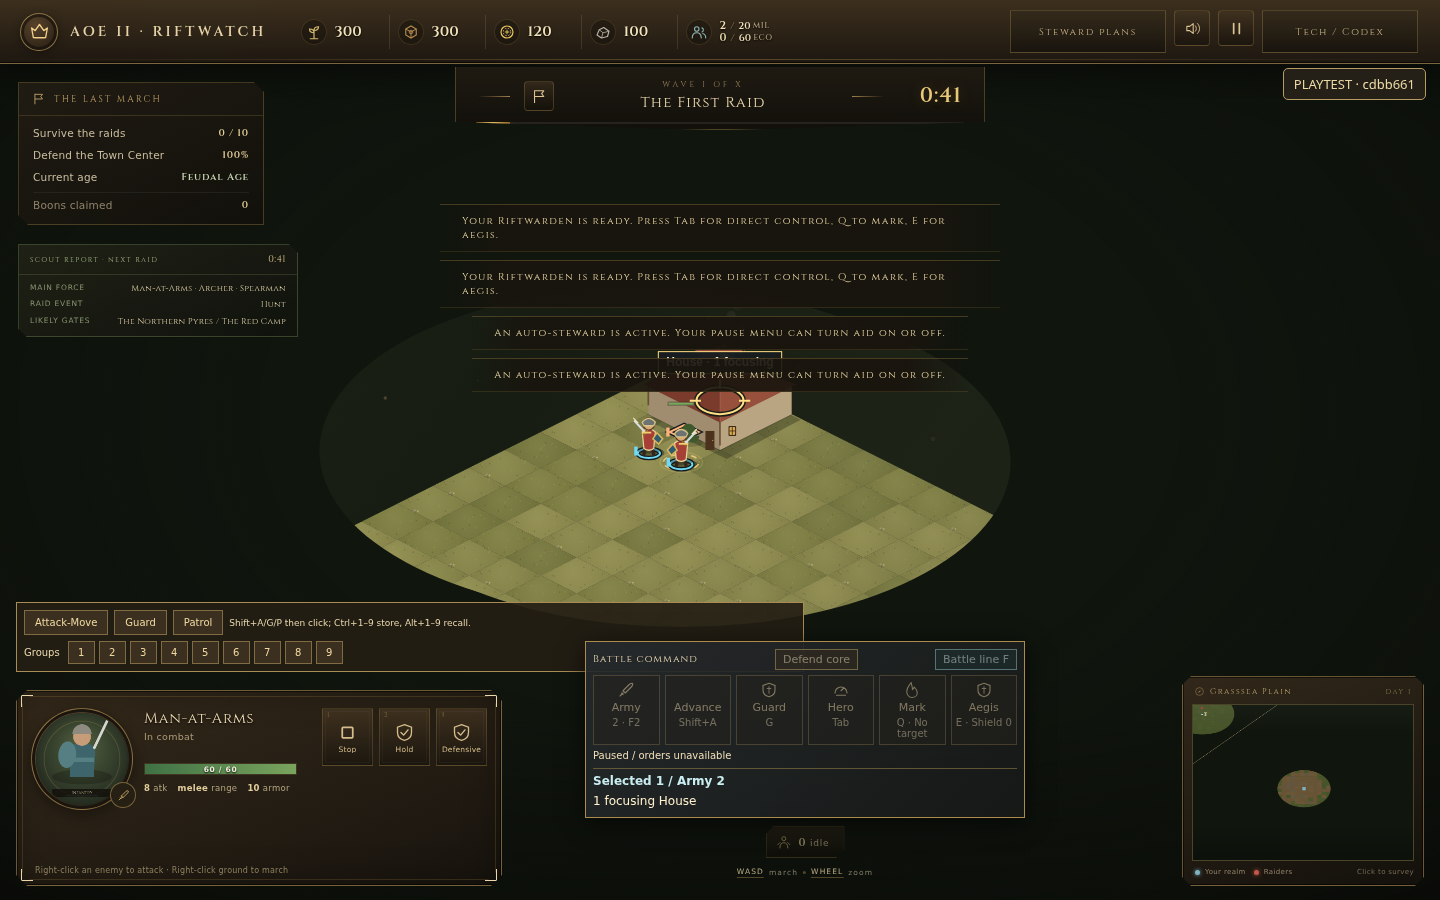 AOE II · RIFTWATCH
300
300
120
100
2 / 20 MIL
0 / 60 ECO
Steward plans
Tech / Codex
PLAYTEST · cdbb661
THE LAST MARCH
Survive the raids 0 / 10
Defend the Town Center 100%
Current age Feudal Age
Boons claimed 0
WAVE I OF X
The First Raid
0:41
SCOUT REPORT · NEXT RAID 0:41
MAIN FORCE Man-at-Arms · Archer · Spearman
RAID EVENT Hunt
LIKELY GATES The Northern Pyres / The Red Camp
Your Riftwarden is ready. Press Tab for direct control, Q to mark, E for
Aegis.
Your Riftwarden is ready. Press Tab for direct control, Q to mark, E for
Aegis.
An auto-steward is active. Your pause menu can turn aid on or off.
House · 1 focusing
An auto-steward is active. Your pause menu can turn aid on or off.
Attack-Move
Guard
Patrol
Shift+A/G/P then click; Ctrl+1–9 store, Alt+1–9 recall.
Groups 1 2 3 4 5 6 7 8 9
Man-at-Arms
In combat
60 / 60
8 atk melee range 10 armor
1
Stop
2
Hold
3
Defensive
Right-click an enemy to attack · Right-click ground to march
Battle command
Defend core
Battle line F
Army
2 · F2
Advance
Shift+A
Guard
G
Hero
Tab
Mark
Q · No
target
Aegis
E · Shield 0
Paused / orders unavailable
Selected 1 / Army 2
1 focusing House
0 idle
WASD march • WHEEL zoom
Grasssea Plain
DAY 1
Your realm
Raiders
Click to survey